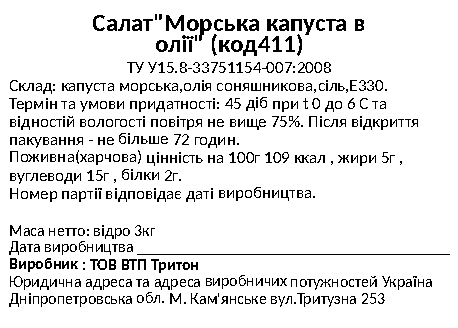 Салат"Морська капуста в
олії" (код411)
ТУ У15.8-33751154-007:2008
Склад: капуста морська,олія соняшникова,сіль,Е330.
Термін та умови придатності: 45 діб при t 0 до 6 С та
відносній вологості повітря не вище 75%. Після відкриття
пакування - не більше 72 годин.
Поживна(харчова) цінність на 100г 109 ккал , жири 5г ,
вуглеводи 15г , білки 2г.
Номер партії відповідає даті виробництва.
Маса нетто: відро 3кг
Дата виробництва
Виробник : ТОВ ВТП Тритон
Юридична адреса та адреса виробничих потужностей Україна
Дніпропетровська обл. М. Кам'янське вул.Тритузна 253